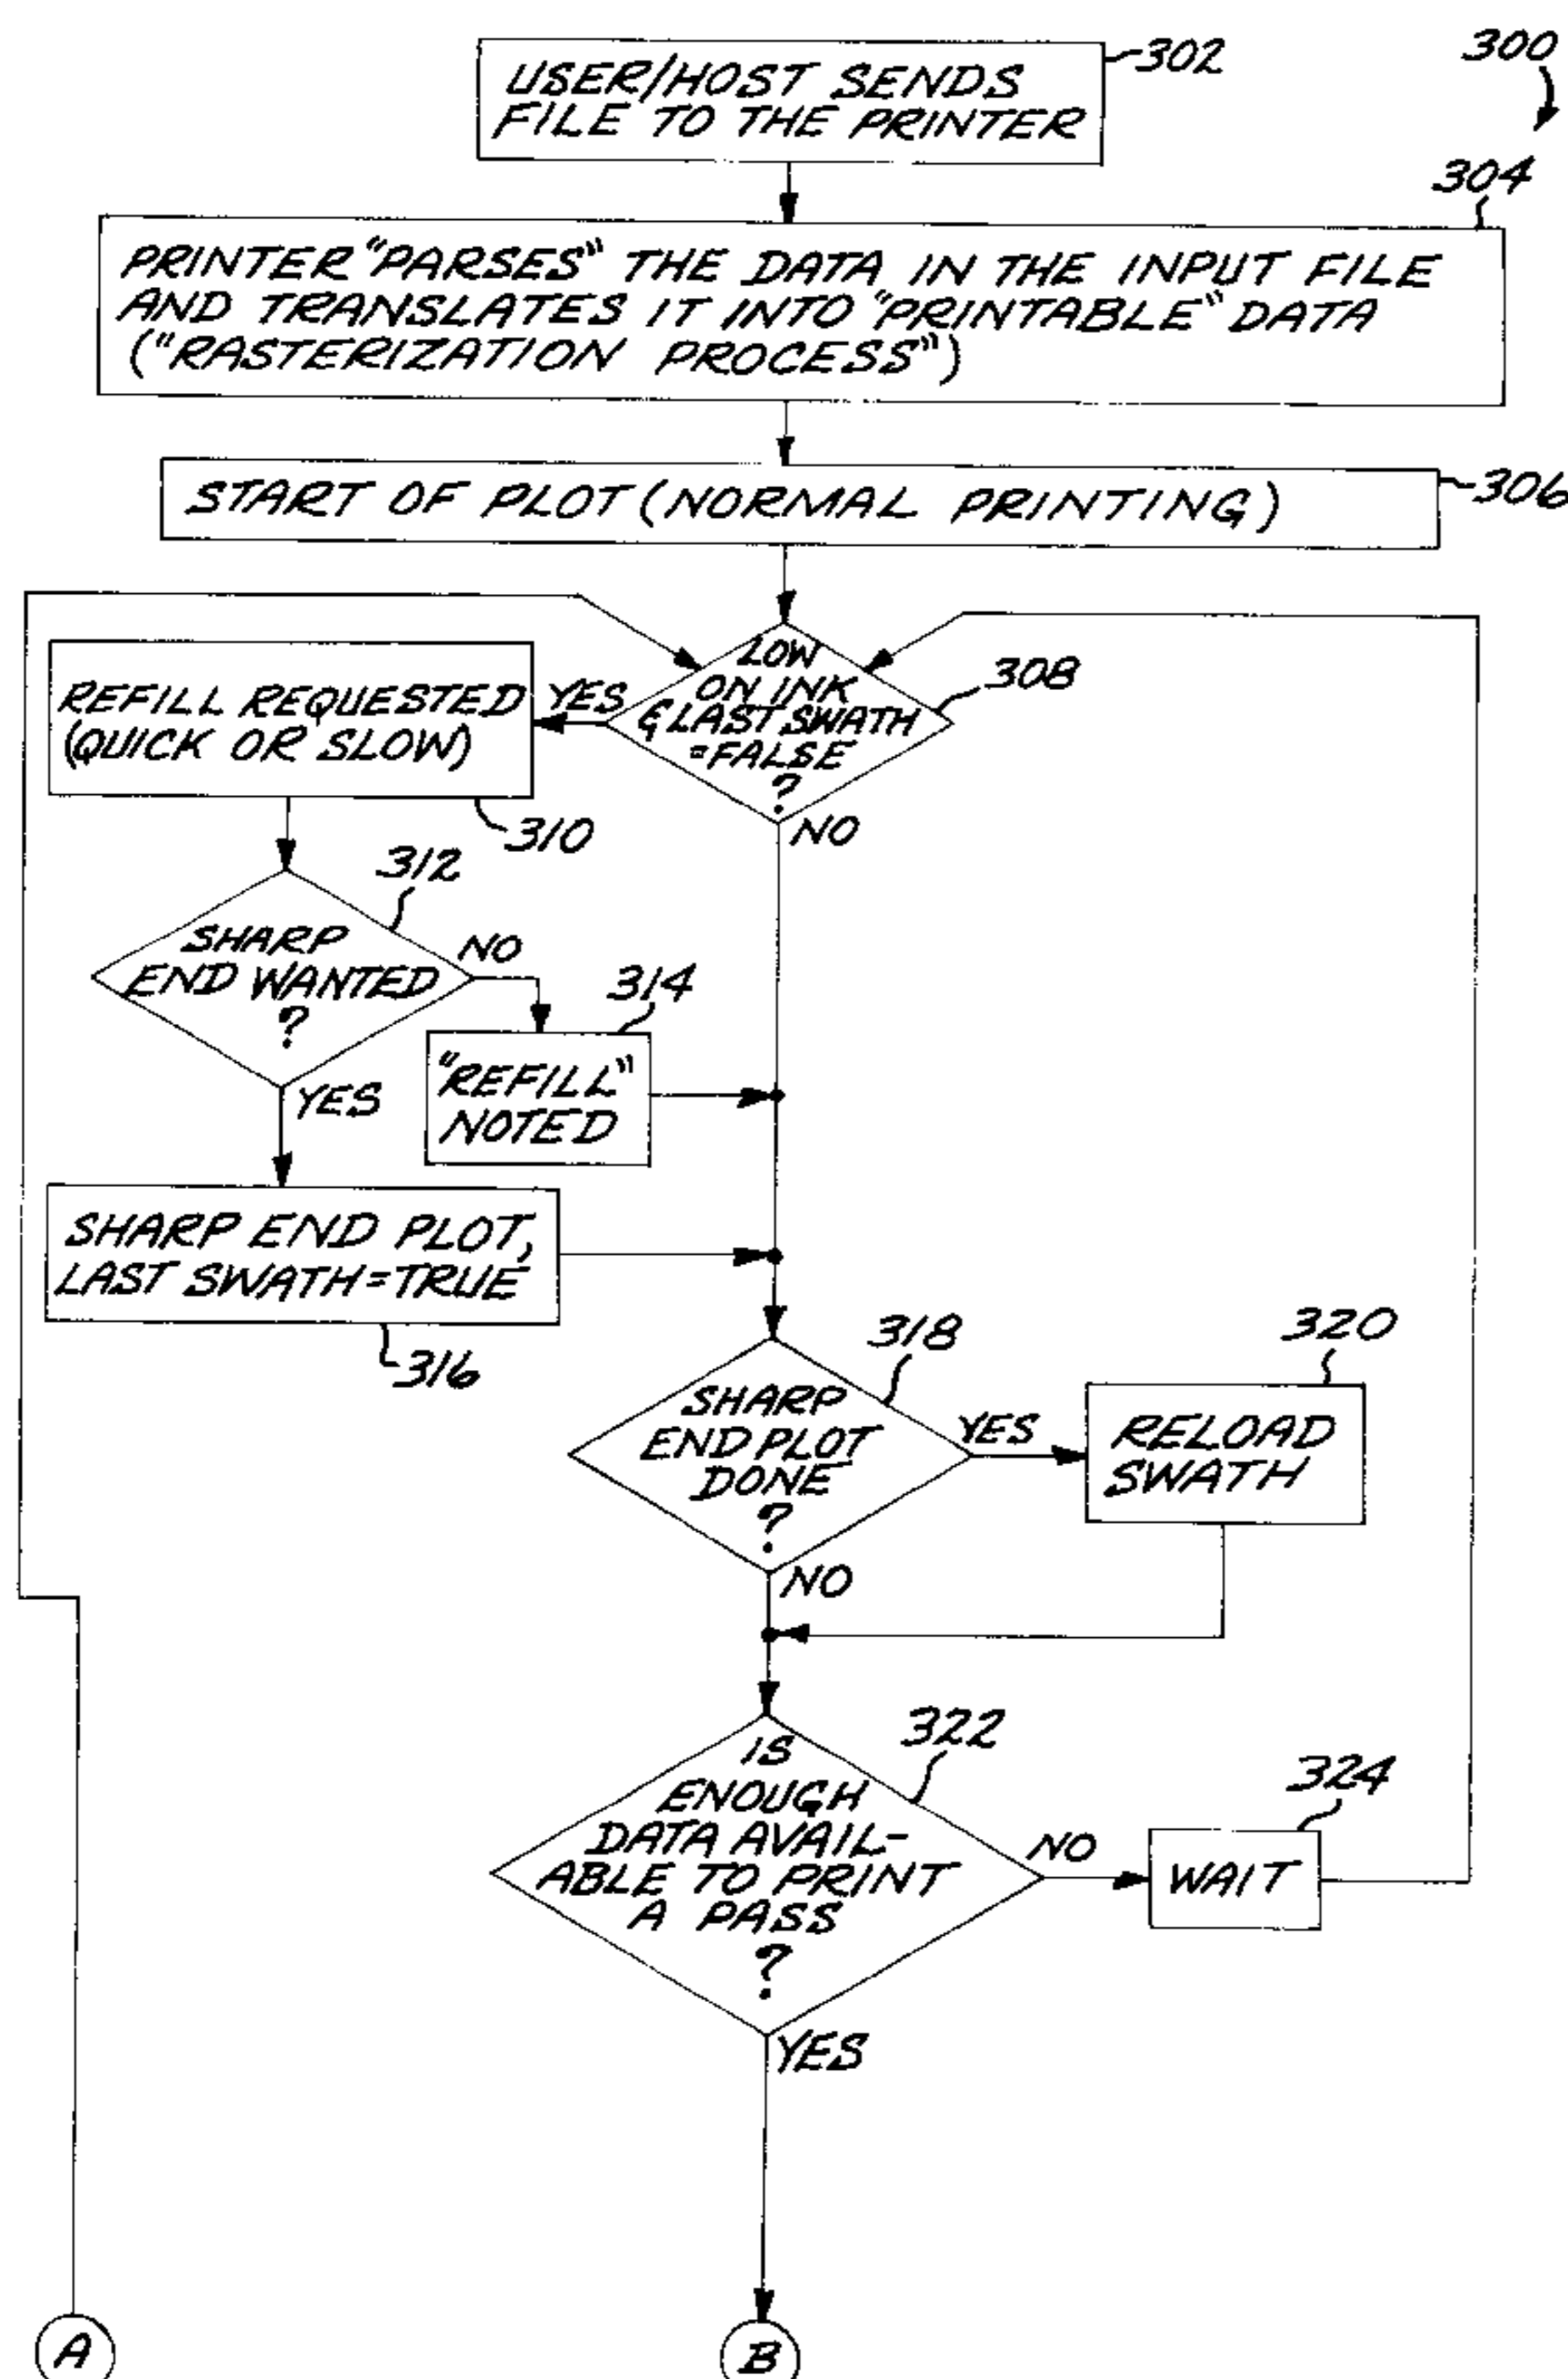 300
302
USER/HOST SENDS
FILE TO THE PRINTER
304
PRINTER "PARSES" THE DATA IN THE INPUT FILE
AND TRANSLATES IT INTO "PRINTABLE" DATA
("RASTERIZATION PROCESS")
START OF PLOT (NORMAL PRINTING)
306
LOW
ON INK
& LAST SWATH
=FALSE
?
308
YES
NO
REFILL REQUESTED
(QUICK OR SLOW)
310
312
SHARP
END WANTED
?
NO
YES
314
"REFILL"
NOTED
SHARP END PLOT,
LAST SWATH=TRUE
316
318
SHARP
END PLOT
DONE
?
YES
NO
320
RELOAD
SWATH
322
IS
ENOUGH
DATA AVAIL-
ABLE TO PRINT
A PASS
?
NO
YES
324
WAIT
A
B